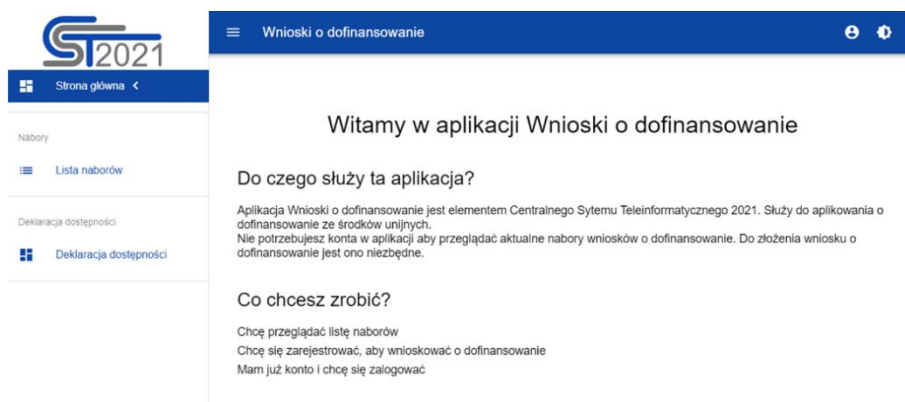 CST2021
Wnioski o dofinansowanie
Strona główna
Nabory
Lista naborów
Deklaracja dostępności
Deklaracja dostępności
Witamy w aplikacji Wnioski o dofinansowanie
Do czego służy ta aplikacja?
Aplikacja Wnioski o dofinansowanie jest elementem Centralnego Sytemu Teleinformatycznego 2021. Służy do aplikowania o
dofinansowanie ze środków unijnych.
Nie potrzebujesz konta w aplikacji aby przeglądać aktualne nabory wniosków o dofinansowanie. Do złożenia wniosku o
dofinansowanie jest ono niezbędne.
Co chcesz zrobić?
Chcę przeglądać listę naborów
Chcę się zarejestrować, aby wnioskować o dofinansowanie
Mam już konto i chcę się zalogować